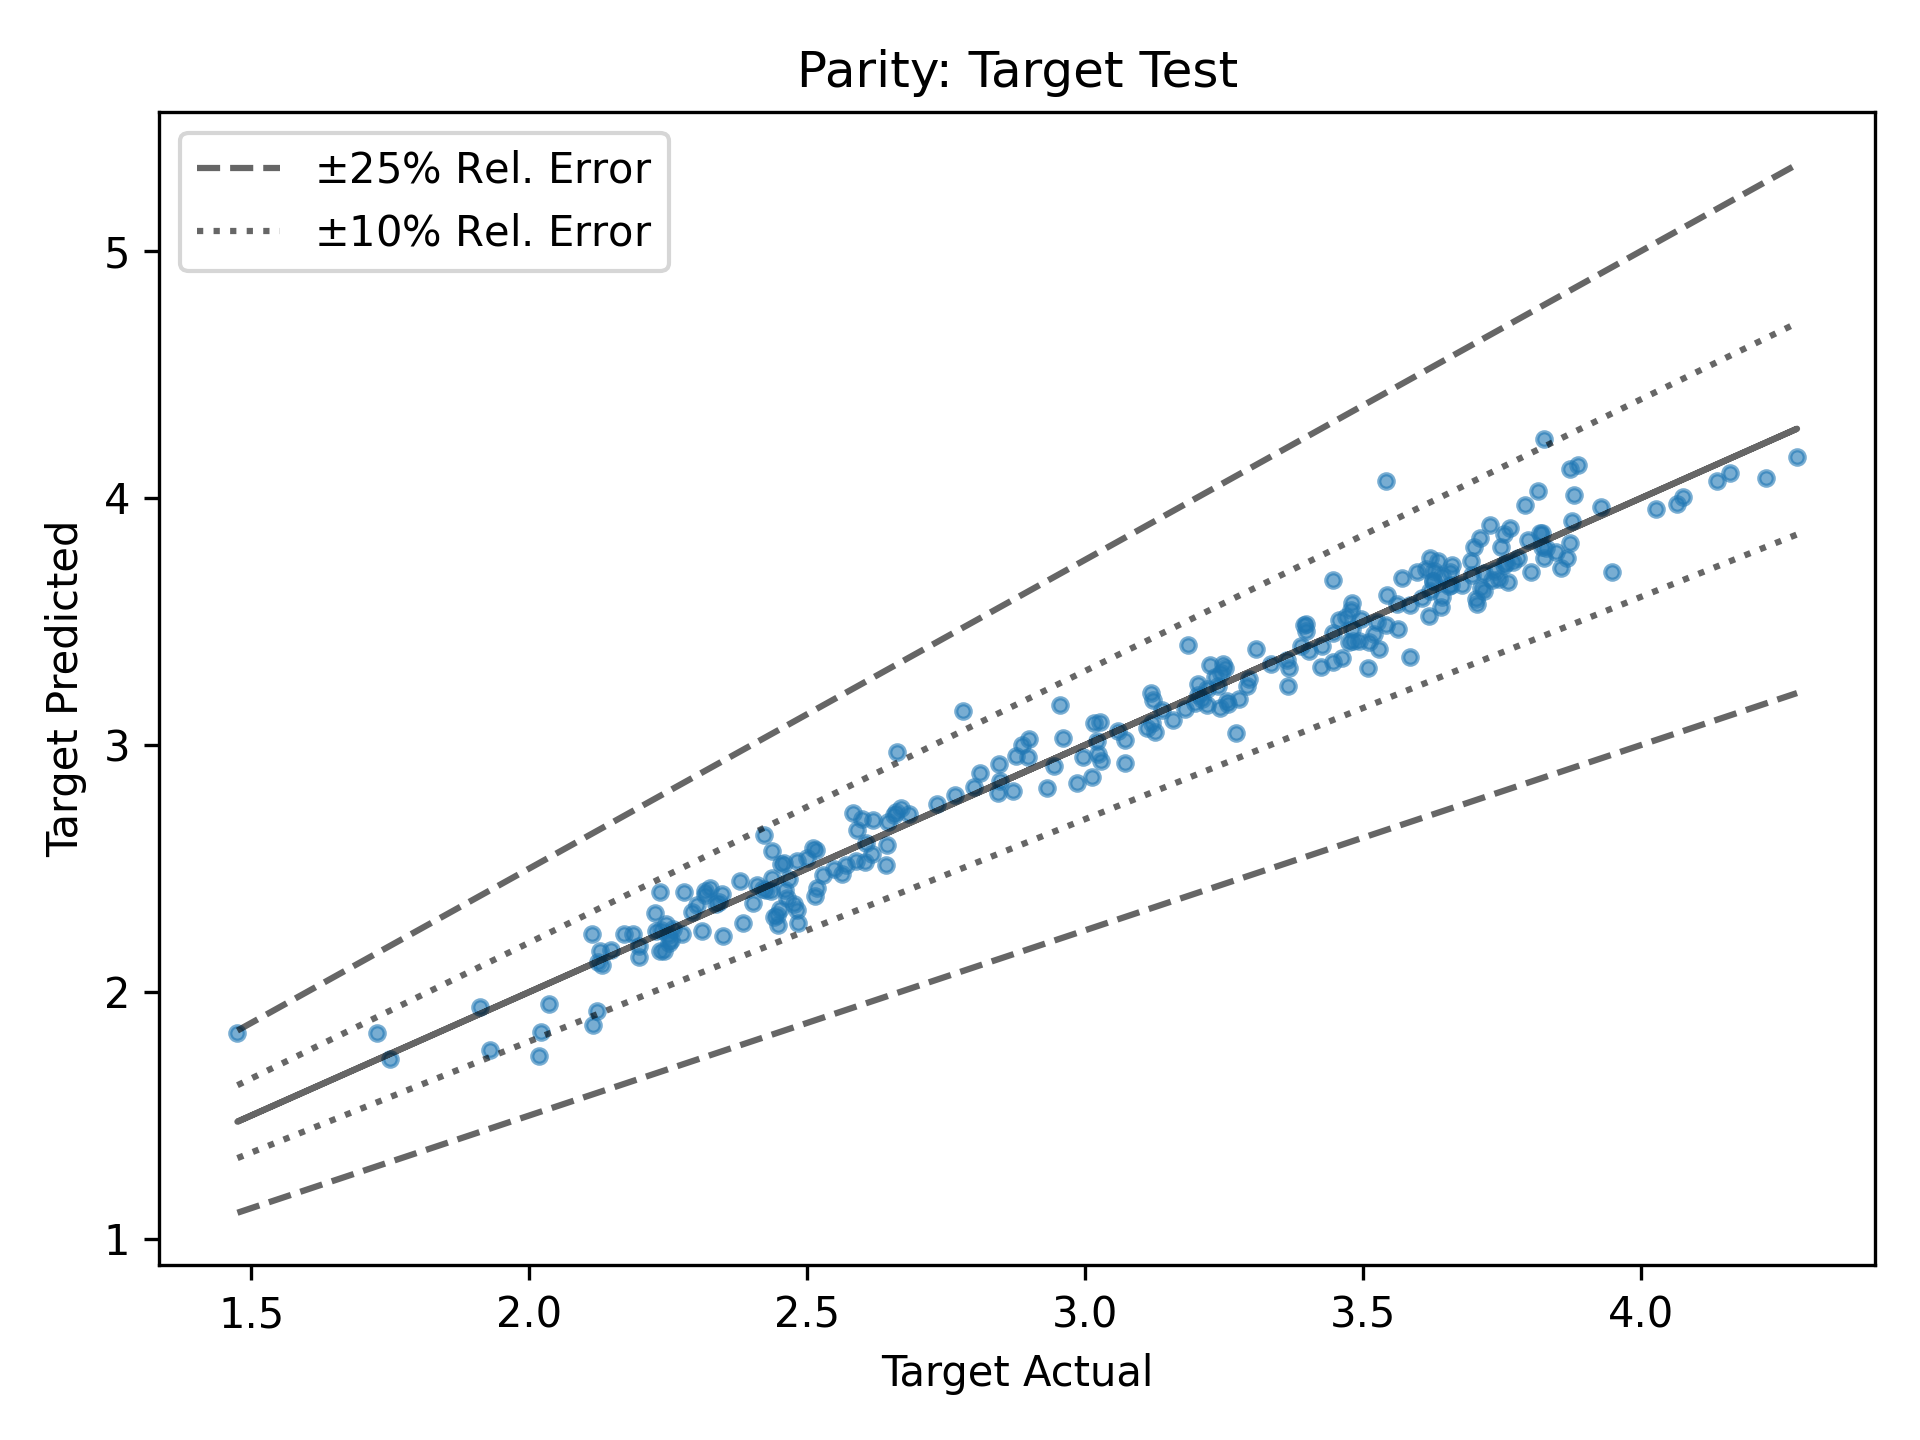 Parity: Target Test
±25% Rel. Error
±10% Rel. Error
5
4
3
2
1
Target Predicted
1.5 2.0 2.5 3.0 3.5 4.0
Target Actual